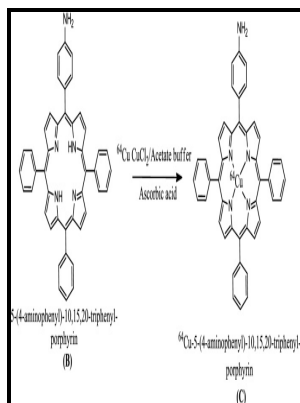 NH2
NH2
N
HN
NH
N
64Cu CuCl2/Acetate buffer
Ascorbic acid
N
N
64Cu
N
N
5-(4-aminophenyl)-10,15,20-triphenyl-
porphyrin
(B)
64Cu-5-(4-aminophenyl)-10,15,20-triphenyl-
porphyrin
(C)